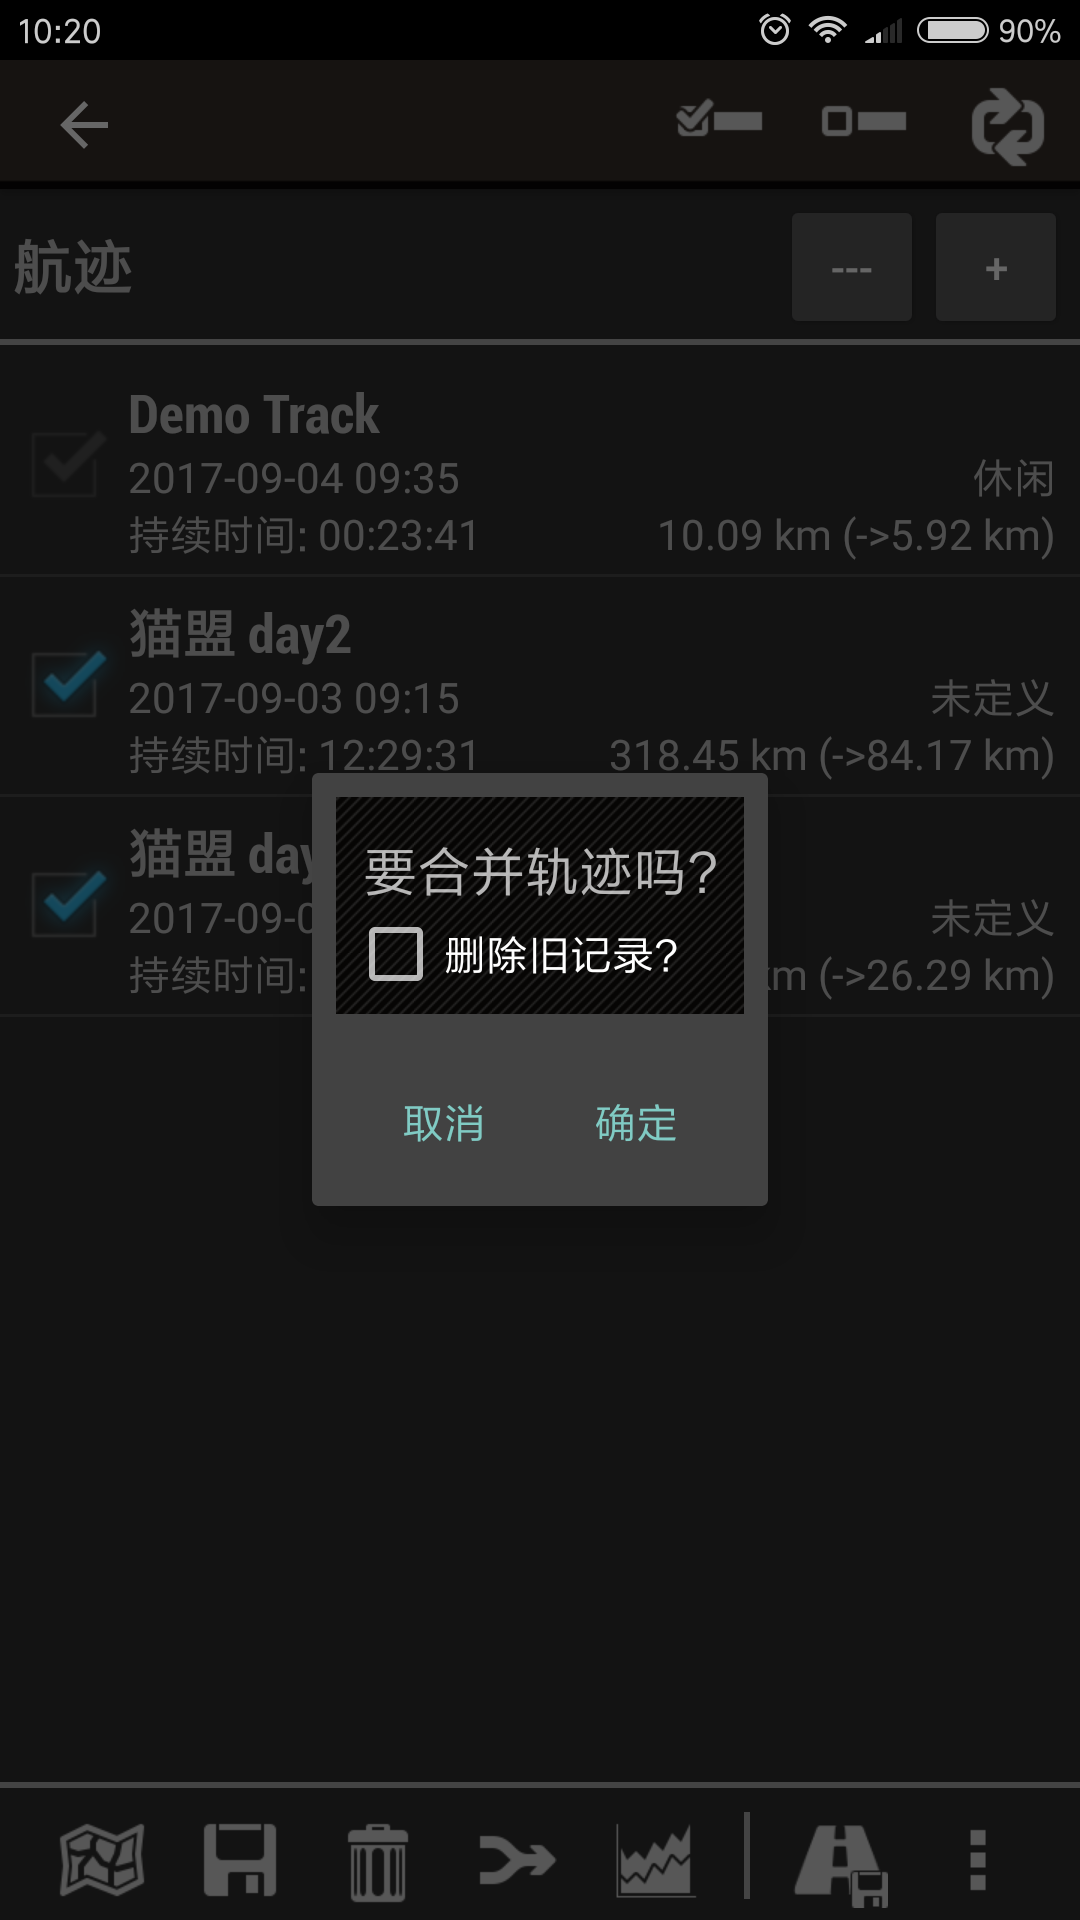 10:20
90%
航迹
---
+
Demo Track
2017-09-04 09:35
休闲
持续时间: 00:23:41
10.09 km (->5.92 km)
猫盟 day2
2017-09-03 09:15
未定义
持续时间: 12:29:31
318.45 km (->84.17 km)
猫盟 day
2017-09-0
未定义
持续时间:
km (->26.29 km)
要合并轨迹吗?
删除旧记录?
取消
确定